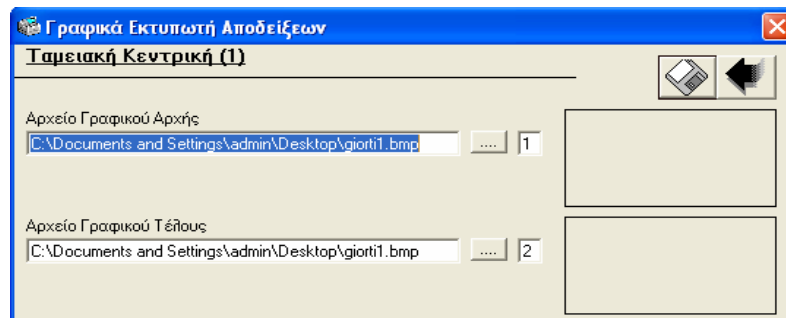 Γραφικά Εκτυπωτή Αποδείξεων
Ταμειακή Κεντρική (1)
Αρχείο Γραφικού Αρχής
C:\Documents and Settings\admin\Desktop\giorti1.bmp .... 1
Αρχείο Γραφικού Τέλους
C:\Documents and Settings\admin\Desktop\giorti1.bmp .... 2